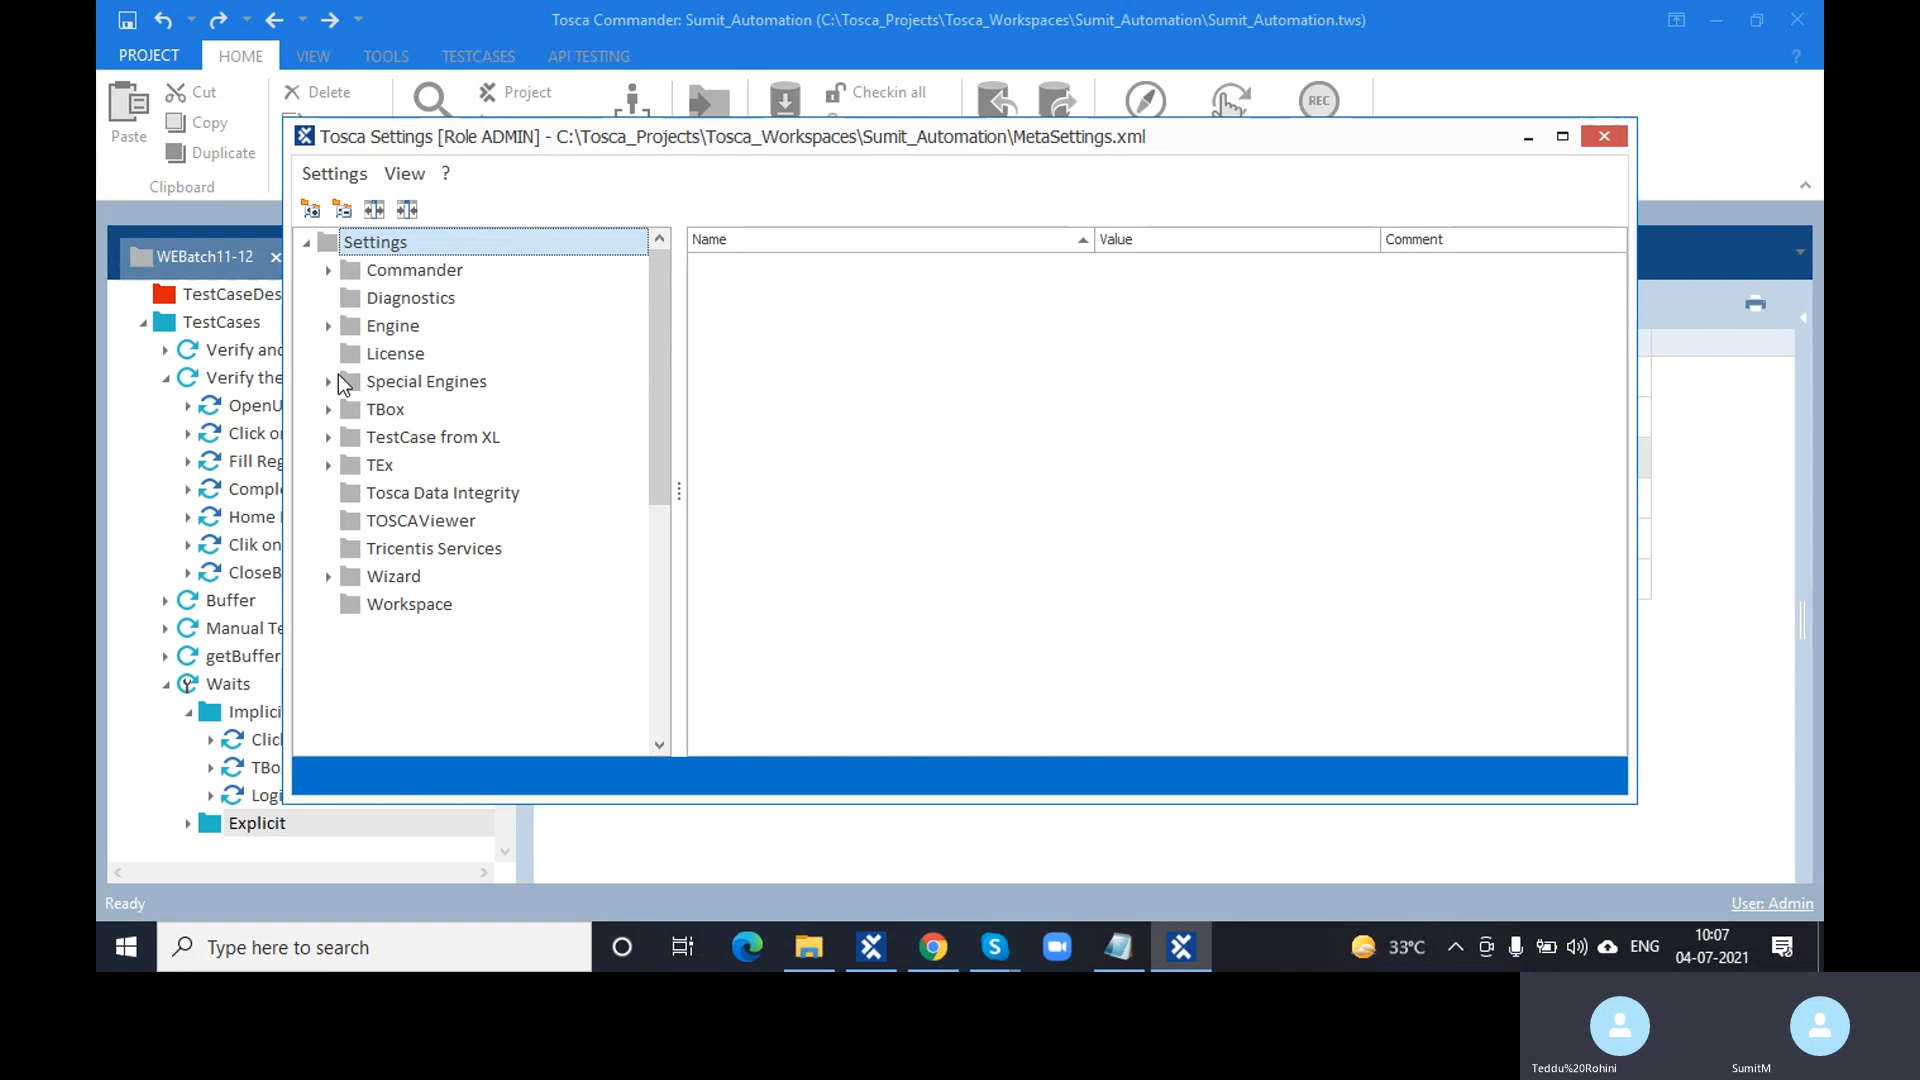 Tosca Commander: Sumit_Automation (C:\Tosca_Projects\Tosca_Workspaces\Sumit_Automation\Sumit_Automation.tws)
PROJECT HOME VIEW TOOLS TESTCASES API TESTING ?
Paste
Cut
Copy
Duplicate
Clipboard
Delete
Project
Checkin all
REC
Tosca Settings [Role ADMIN] - C:\Tosca_Projects\Tosca_Workspaces\Sumit_Automation\MetaSettings.xml
Settings View ?
Settings
Commander
Diagnostics
Engine
License
Special Engines
TBox
TestCase from XL
TEx
Tosca Data Integrity
TOSCAViewer
Tricentis Services
Wizard
Workspace
Name Value Comment
WEBatch11-12
TestCaseDes
TestCases
Verify and
Verify the
OpenU
Click o
Fill Reg
Comple
Home
Clik on
CloseB
Buffer
Manual Te
getBuffer
Waits
Implici
Clic
TBo
Logi
Explicit
Ready
User: Admin
Type here to search
33°C
ENG
10:07
04-07-2021
Teddu%20Rohini
SumitM